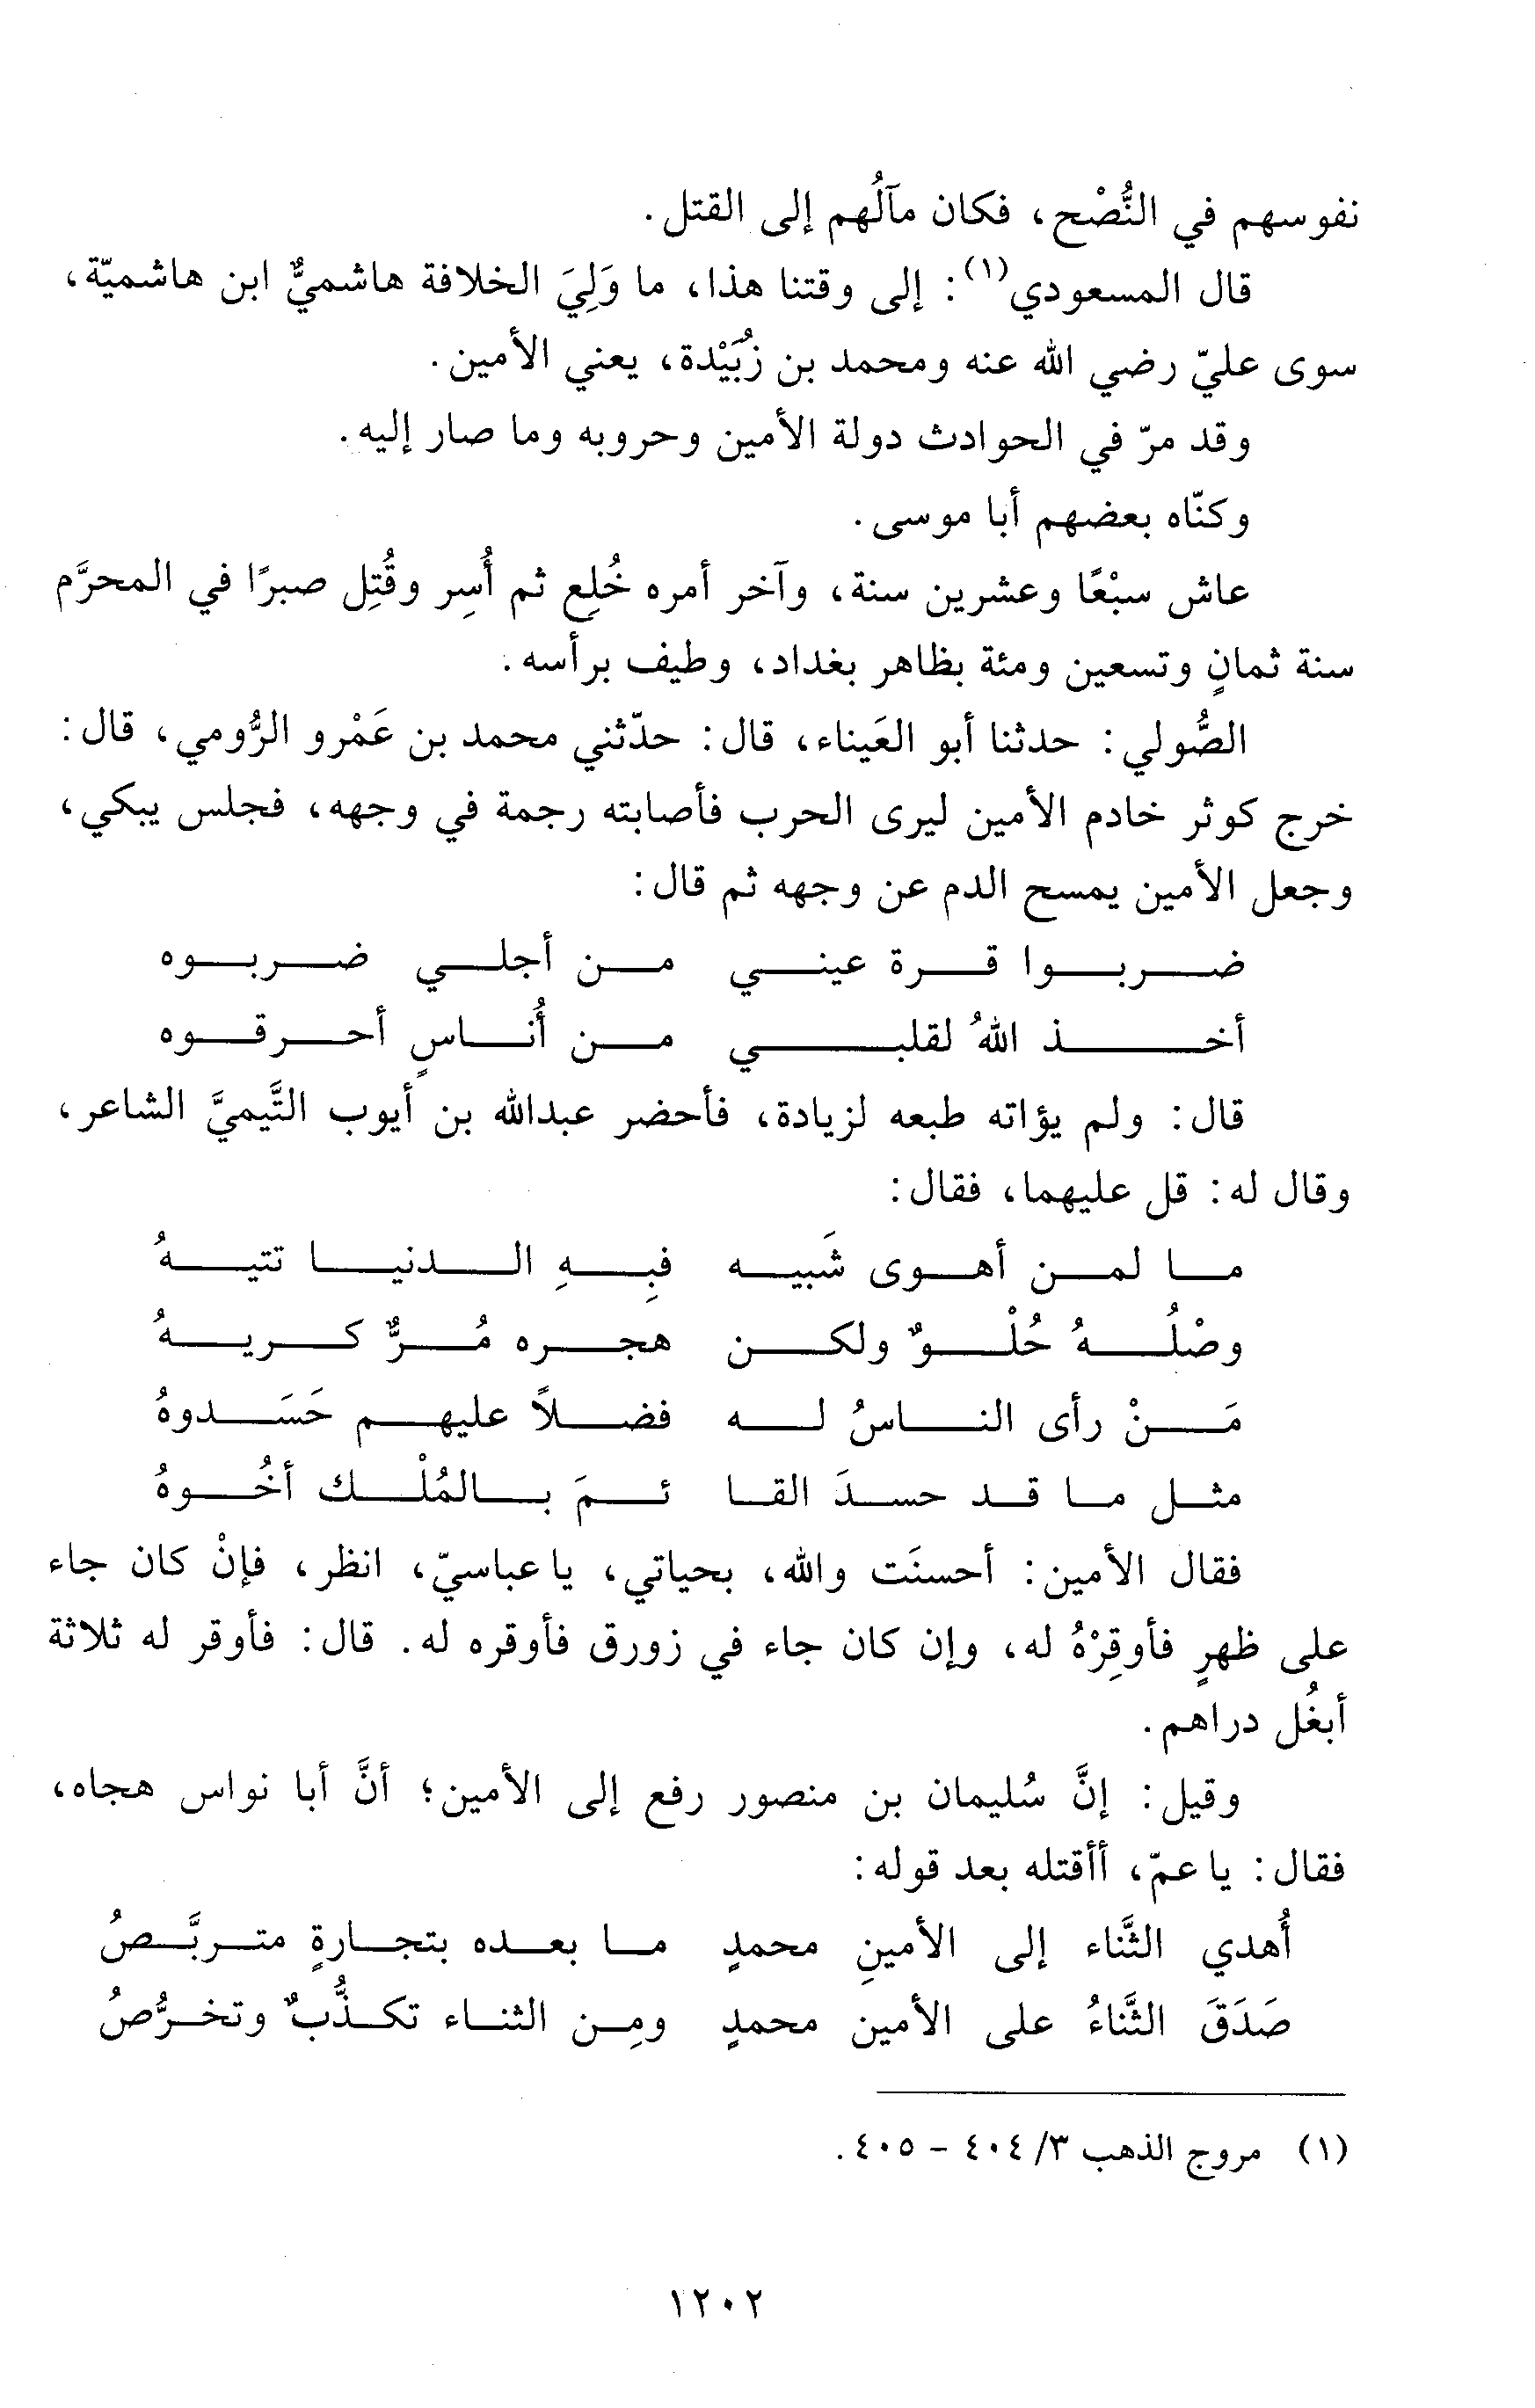 نفوسهم في النُّصْح، فكان مآلُهم إلى القتل.
قال المسعودي(١): إلى وقتنا هذا، ما وَلِيَ الخلافة هاشميٌّ ابن هاشميّة،
سوى عليّ رضي الله عنه ومحمد بن زُبَيْدة، يعني الأمين.
وقد مرّ في الحوادث دولة الأمين وحروبه وما صار إليه.
وكنّاه بعضهم أبا موسى.
عاش سبْعًا وعشرين سنة، وآخر أمره خُلِع ثم أُسِر وقُتِل صبرًا في المحرَّم
سنة ثمانٍ وتسعين ومئة بظاهر بغداد، وطيف برأسه.
الصُّولي: حدثنا أبو العَيناء، قال: حدّثني محمد بن عَمْرو الرُّومي، قال:
خرج كوثر خادم الأمين ليرى الحرب فأصابته رجمة في وجهه، فجلس يبكي،
وجعل الأمين يمسح الدم عن وجهه ثم قال:
ضربوا قرة عيني من أجلي ضربوه
أخذ اللهُ لقلبي من أُناسٍ أحرقوه
قال: ولم يؤاته طبعه لزيادة، فأحضر عبدالله بن أيوب التَّيميَّ الشاعر،
وقال له: قل عليهما، فقال:
ما لمن أهوى شَبيه فبِهِ الدنيا تتيهُ
وصْلُهُ حُلْوٌ ولكن هجره مُرٌّ كريهُ
مَنْ رأى الناسُ له فضلاً عليهم حَسَدوهُ
مثل ما قد حسدَ القا ئمَ بالمُلْك أخُوهُ
فقال الأمين: أحسنَت والله، بحياتي، يا عباسيّ، انظر، فإنْ كان جاء
على ظهرٍ فأوقِرْهُ له، وإن كان جاء في زورق فأوقره له. قال: فأوقر له ثلاثة
أبغُل دراهم.
وقيل: إنَّ سُليمان بن منصور رفع إلى الأمين؛ أنَّ أبا نواس هجاه،
فقال: يا عمّ، أأقتله بعد قوله:
أُهدي الثَّناء إلى الأمينِ محمدٍ ما بعده بتجارةٍ متربَّصُ
صَدَقَ الثَّناءُ على الأمين محمدٍ ومِن الثناء تكذُّبٌ وتخرُّصُ
(١) مروج الذهب ٣/ ٤٠٤ - ٤٠٥.
١٢٠٢